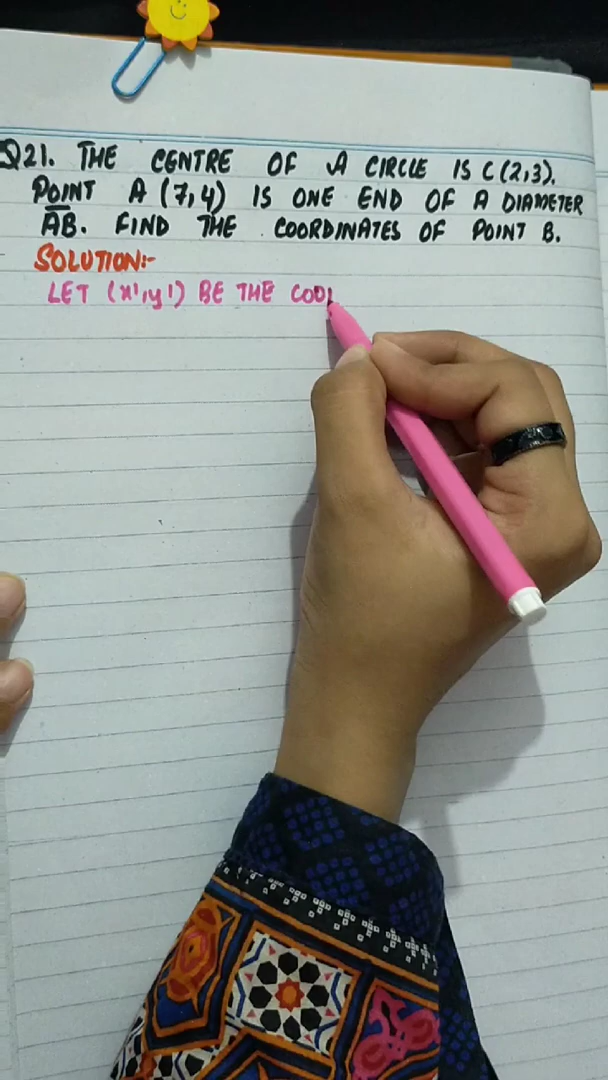 Q21. THE CENTRE OF A CIRCLE IS C(2,3).
POINT A (7,4) IS ONE END OF A DIAMETER
AB. FIND THE COORDINATES OF POINT B.
SOLUTION:-
LET (x',y') BE THE COO